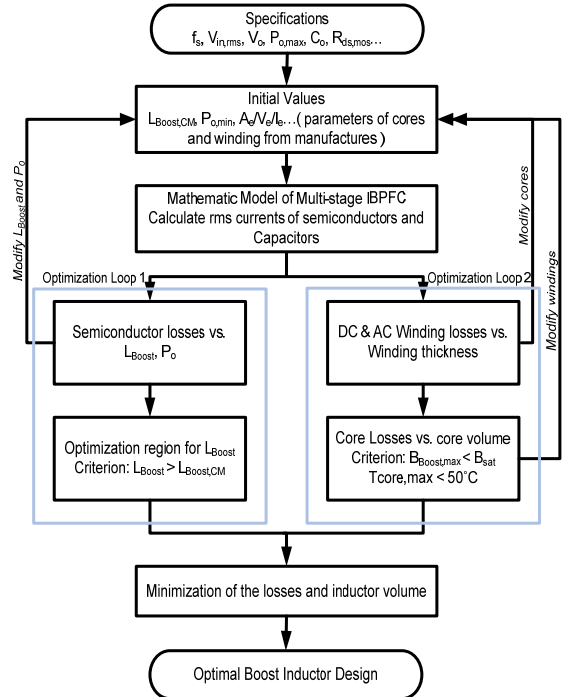 Specifications
fs, Vin,rms, Vo, Po,max, Co, Rds,mos...
Initial Values
LBoost,CM, Po,min, Ae/Ve/le...( parameters of cores
and winding from manufactures )
Mathematic Model of Multi-stage IBPFC
Calculate rms currents of semiconductors and
Capacitors
Modify LBoost and Po
Optimization Loop 1
Semiconductor losses vs.
LBoost, Po
Optimization region for LBoost
Criterion: LBoost > LBoost,CM
Optimization Loop 2
DC & AC Winding losses vs.
Winding thickness
Core Losses vs. core volume
Criterion: BBoost,max < Bsat
Tcore,max < 50°C
Modify cores
Modify windings
Minimization of the losses and inductor volume
Optimal Boost Inductor Design